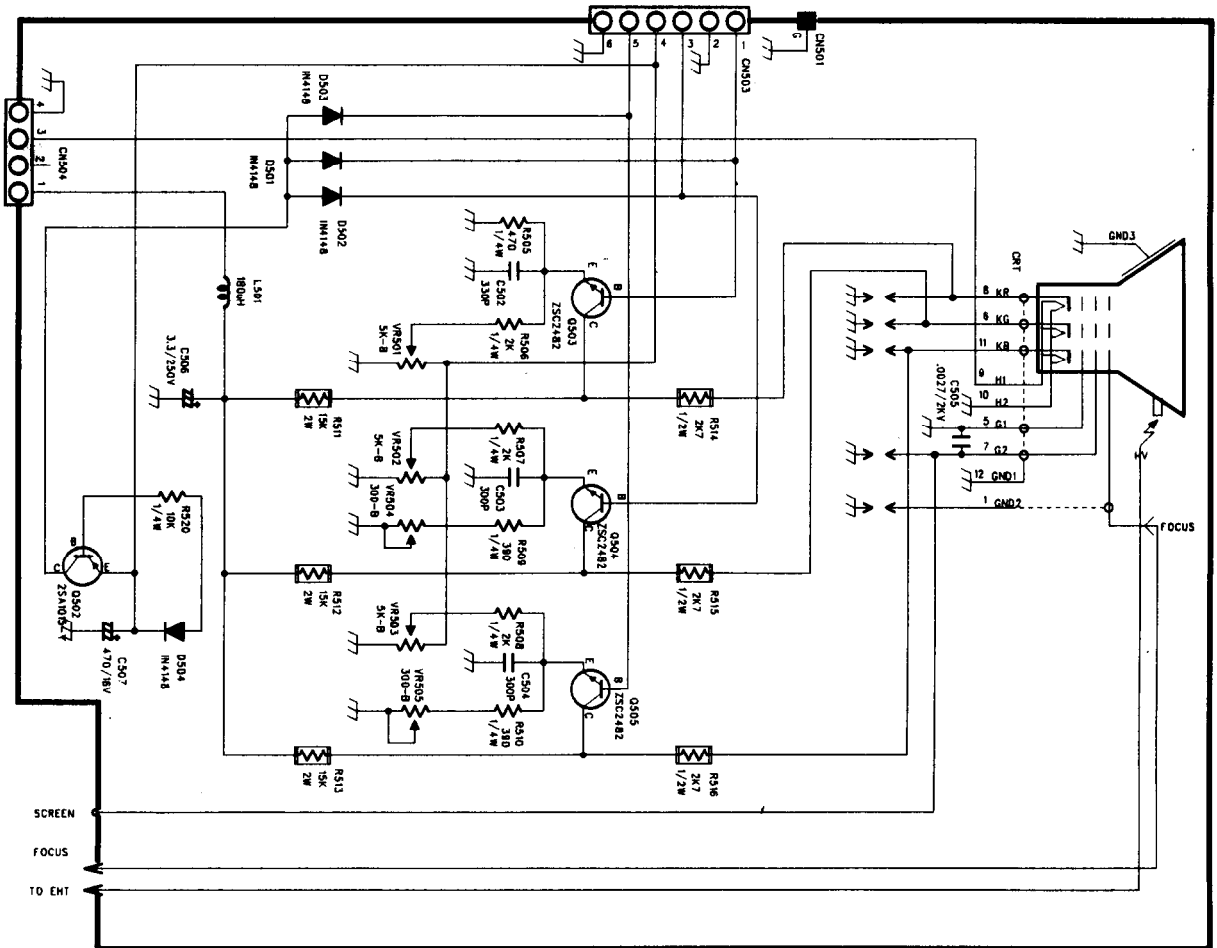 6
5
4
3
2
1
CN503
G
CN501
4
3
2
1
CN504
D503
IN4148
D501
IN4148
D502
IN4148
L501
180uH
C506
3.3/250V
R505
470
1/4W
C502
330P
R506
2K
1/4W
VR501
5K-B
E
B
C
Q503
ZSC2482
R511
15K
2W
R514
2K7
1/2W
VR502
5K-B
VR504
300-B
R507
2K
1/4W
C503
300P
R509
390
1/4W
E
B
C
Q504
ZSC2482
R512
15K
2W
R515
2K7
1/2W
VR503
5K-B
VR505
300-B
R508
2K
1/4W
C504
300P
R510
390
1/4W
E
B
C
Q505
ZSC2482
R513
15K
2W
R516
2K7
1/2W
R520
10K
1/4W
B
C
E
Q502
2SA1015
C507
470/16V
D504
IN4148
GND3
CRT
8 KR
6 KG
11 KB
9 H1
10 H2
5 G1
7 G2
12 GND1
1 GND2
C505
.0027/2KV
HV
FOCUS
SCREEN
FOCUS
TO EHT